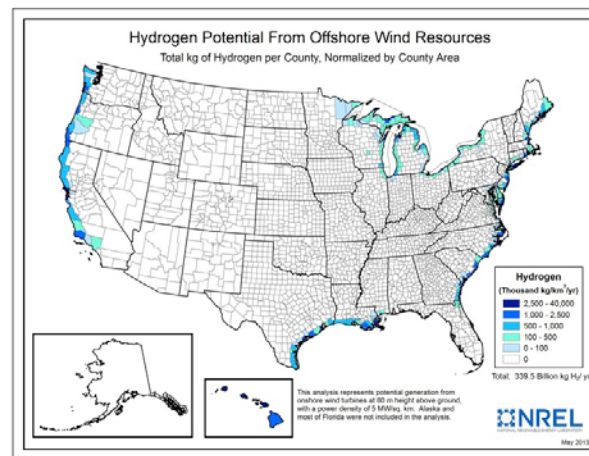 Hydrogen Potential From Offshore Wind Resources
Total kg of Hydrogen per County, Normalized by County Area
Hydrogen
(Thousand kg/km²/yr)
2,500 - 40,000
1,000 - 2,500
500 - 1,000
100 - 500
0 - 100
0
Total: 339.5 Billion kg H₂/ yr
This analysis represents potential generation from
onshore wind turbines at 80 m height above ground,
with a power density of 5 MW/sq. km. Alaska and
most of Florida were not included in the analysis.
NREL
NATIONAL RENEWABLE ENERGY LABORATORY
May 2013